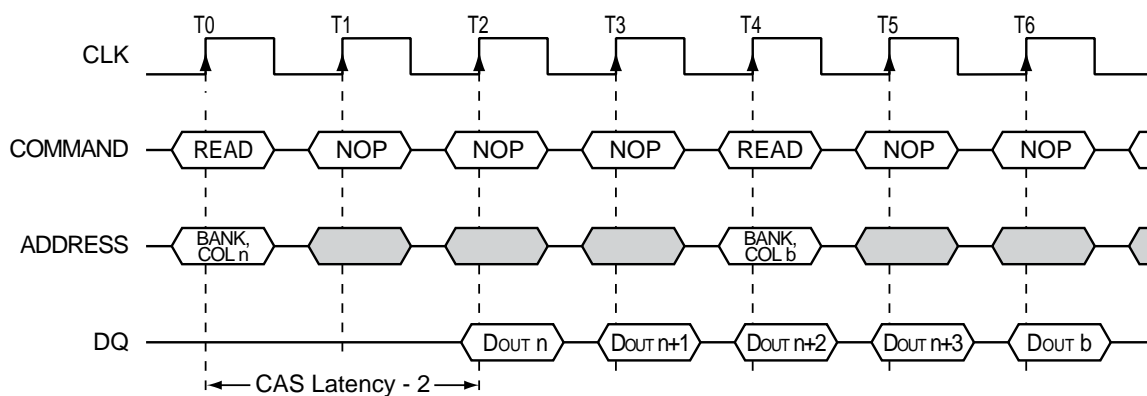 T0 T1 T2 T3 T4 T5 T6
CLK
COMMAND READ NOP NOP NOP READ NOP NOP
ADDRESS BANK, COL n BANK, COL b
DQ DOUT n DOUT n+1 DOUT n+2 DOUT n+3 DOUT b
CAS Latency - 2